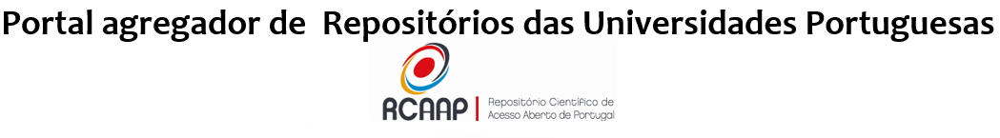 Portal agregador de  Repositórios das Universidades Portuguesas
RCAAP
Repositório Científico de
Acesso Aberto de Portugal